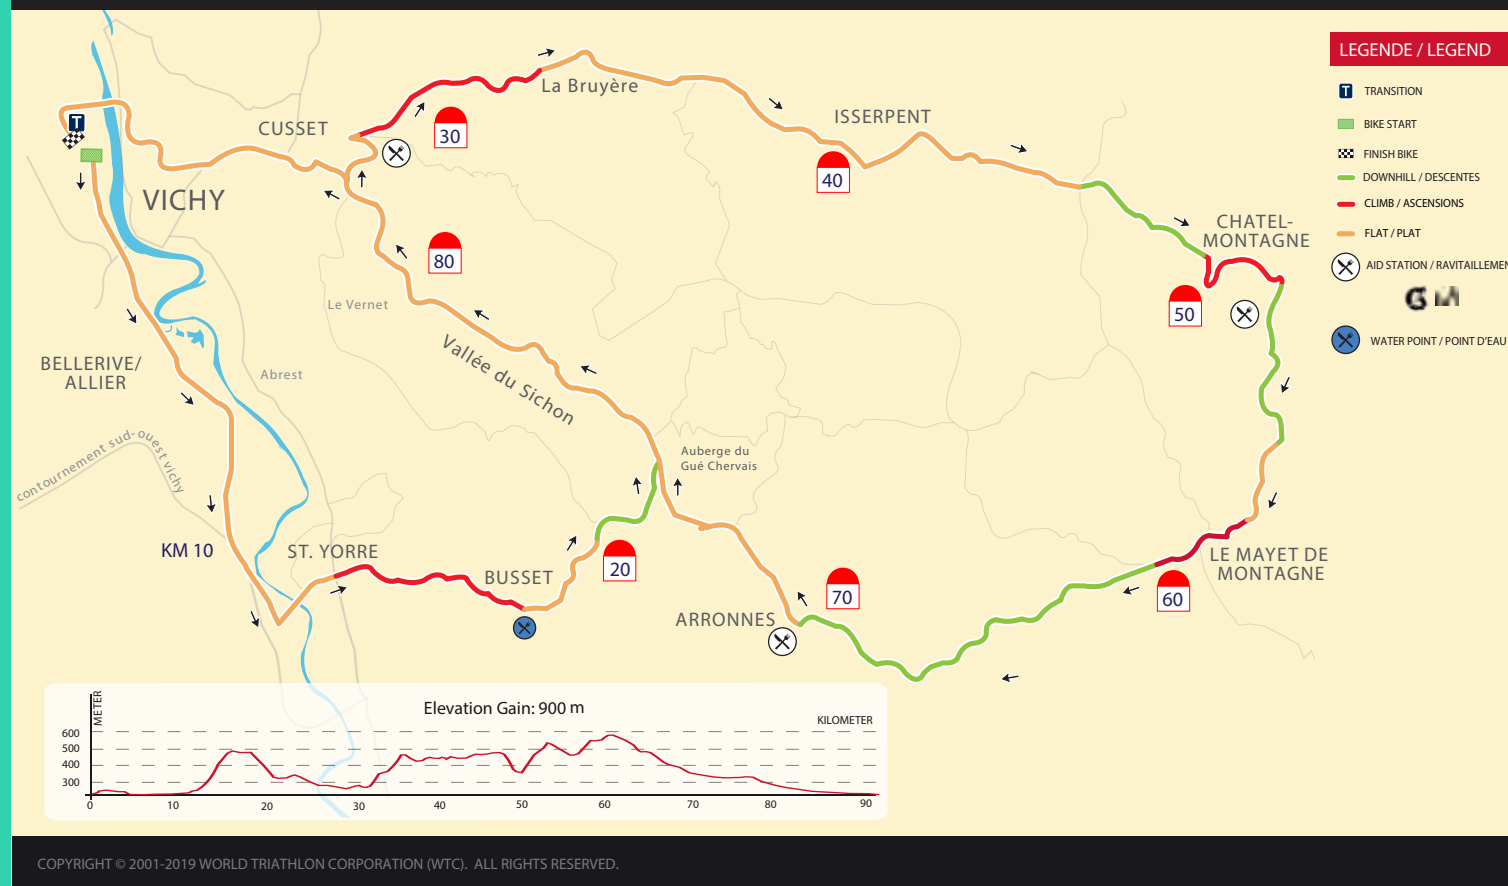 LEGENDE / LEGEND
T TRANSITION
BIKE START
FINISH BIKE
DOWNHILL / DESCENTES
CLIMB / ASCENSIONS
FLAT / PLAT
AID STATION / RAVITAILLEMEN
WATER POINT / POINT D'EAU
La Bruyère
ISSERPENT
CUSSET
30
T
40
VICHY
CHATEL-
MONTAGNE
80
50
Le Vernet
Vallée du Sichon
BELLERIVE/
ALLIER
Abrest
contournement sud-ouest vichy
Auberge du
Gué Chervais
KM 10
ST. YORRE
BUSSET
20
LE MAYET DE
MONTAGNE
60
70
ARRONNES
METER
Elevation Gain: 900 m
KILOMETER
600
500
400
300
0 10 20 30 40 50 60 70 80 90
COPYRIGHT © 2001-2019 WORLD TRIATHLON CORPORATION (WTC). ALL RIGHTS RESERVED.